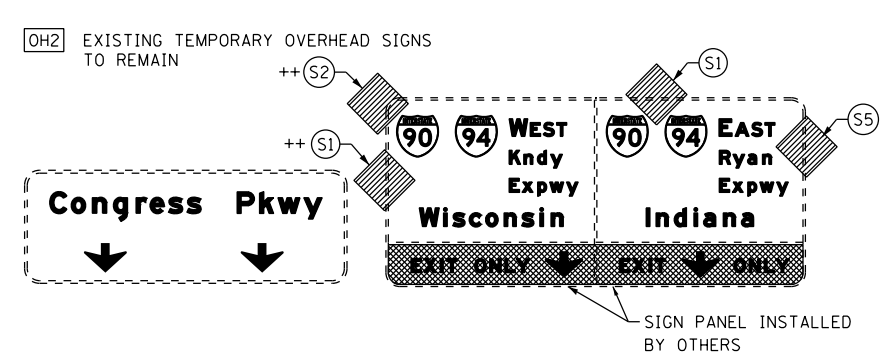 OH2 EXISTING TEMPORARY OVERHEAD SIGNS
TO REMAIN
++ S2
S1
++ S1
S5
Congress Pkwy
90 94 WEST
Kndy
Expwy
Wisconsin
EXIT ONLY
90 94 EAST
Ryan
Expwy
Indiana
EXIT ONLY
SIGN PANEL INSTALLED
BY OTHERS